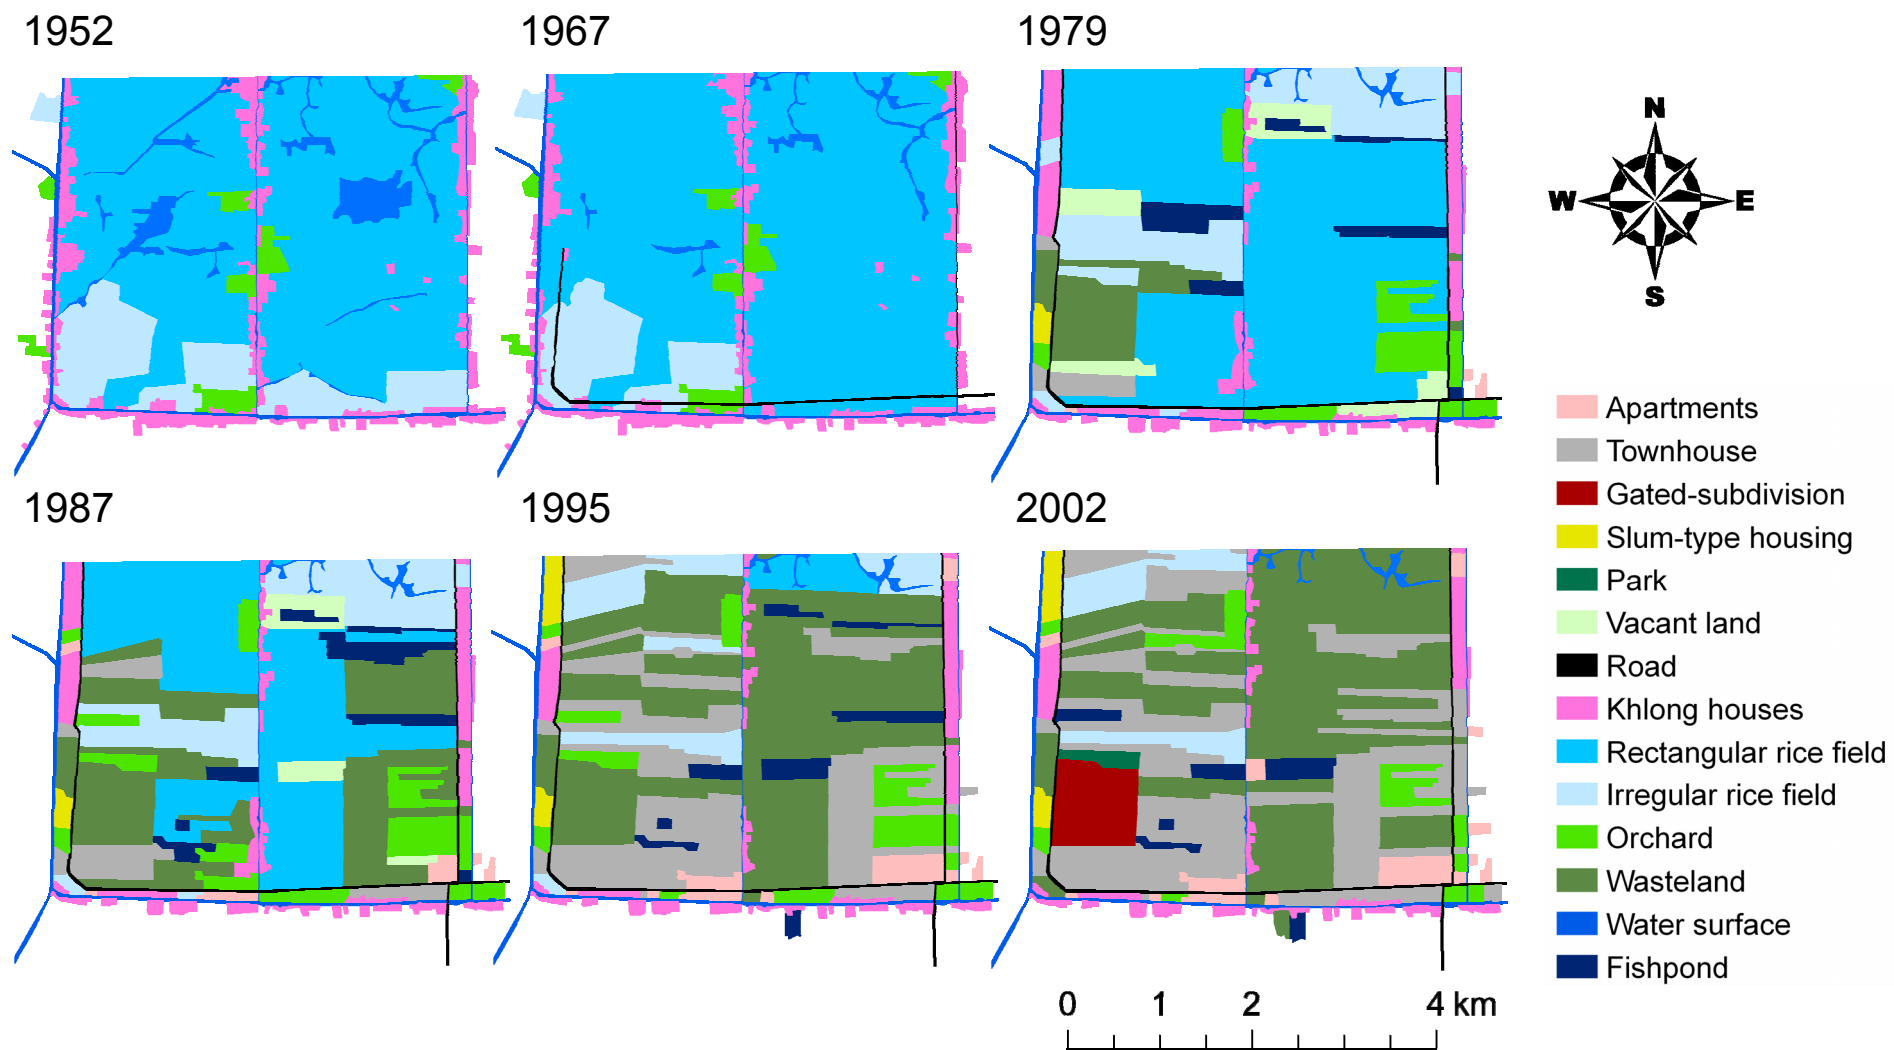 1952
1967
1979
N
W
E
S
Apartments
Townhouse
Gated-subdivision
Slum-type housing
Park
Vacant land
Road
Khlong houses
Rectangular rice field
Irregular rice field
Orchard
Wasteland
Water surface
Fishpond
1987
1995
2002
0 1 2 4 km